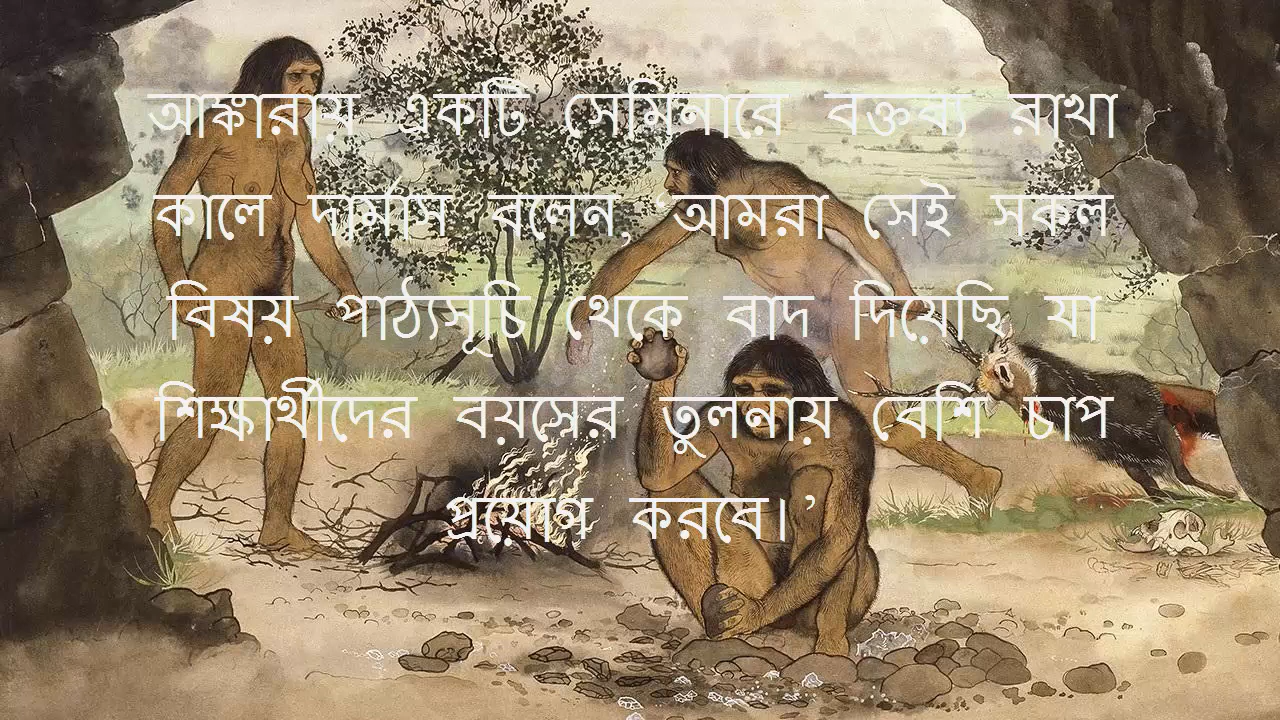 আঙ্কারায় একটি সেমিনারে বক্তব্য রাখা
কালে দার্মাস বলেন, ‘আমরা সেই সকল
বিষয় পাঠ্যসূচি থেকে বাদ দিয়েছি যা
শিক্ষার্থীদের বয়সের তুলনায় বেশি চাপ
প্রয়োগ করবে।’